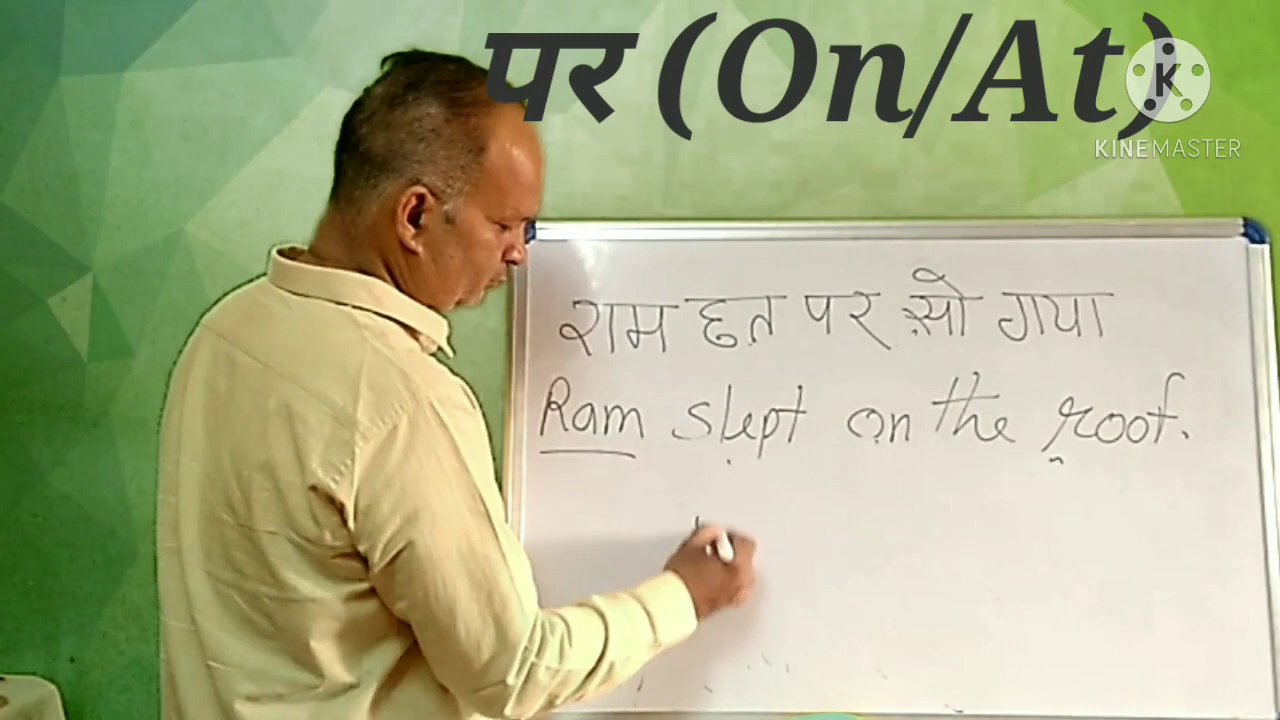 पर (On/At)
K
KINEMASTER
राम छत पर सो गया
Ram slept on the roof.